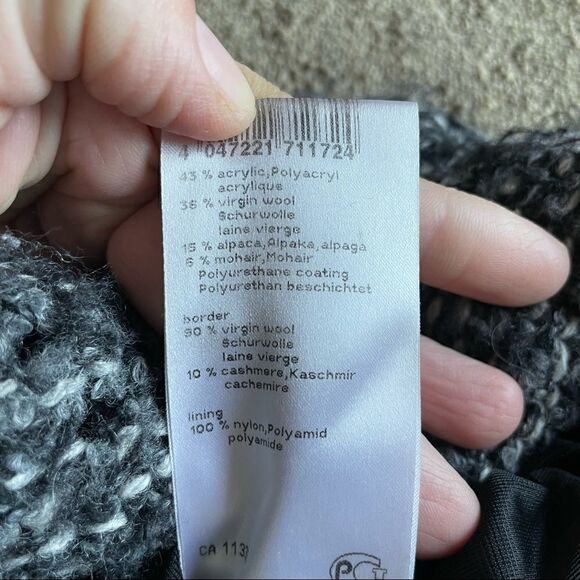 4 047221 711724
43 % acrylic,Polyacryl
acrylique
36 % virgin wool
Schurwolle
laine vierge
15 % alpaca,Alpaka,alpaga
6 % mohair,Mohair
Polyurethane coating
Polyurethan beschichtet
border
90 % virgin wool
Schurwolle
laine vierge
10 % cashmere,Kaschmir
cachemire
lining
100 % nylon,Polyamid
polyamide
CA 113